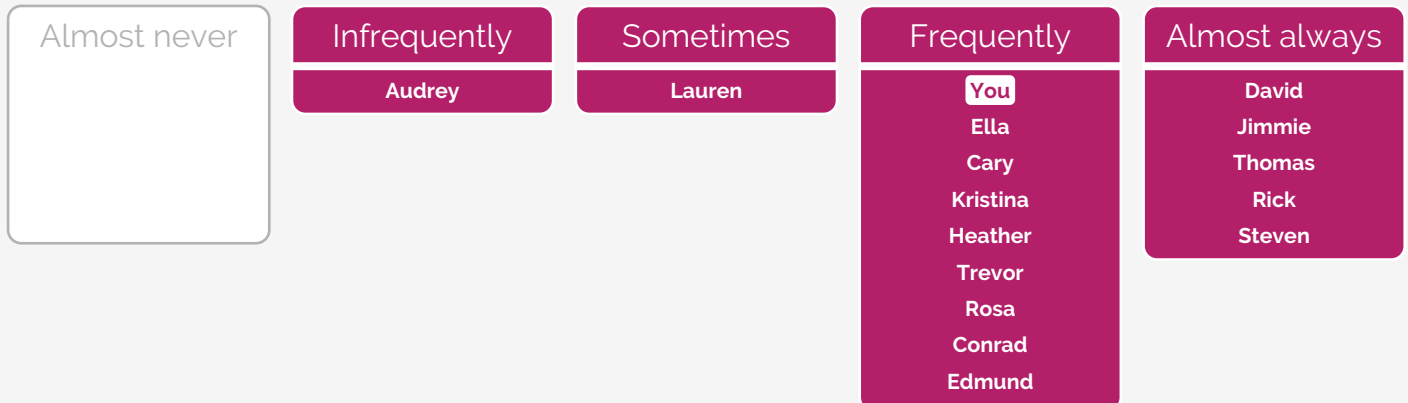 Almost never
Infrequently
Audrey
Sometimes
Lauren
Frequently
You
Ella
Cary
Kristina
Heather
Trevor
Rosa
Conrad
Edmund
Almost always
David
Jimmie
Thomas
Rick
Steven